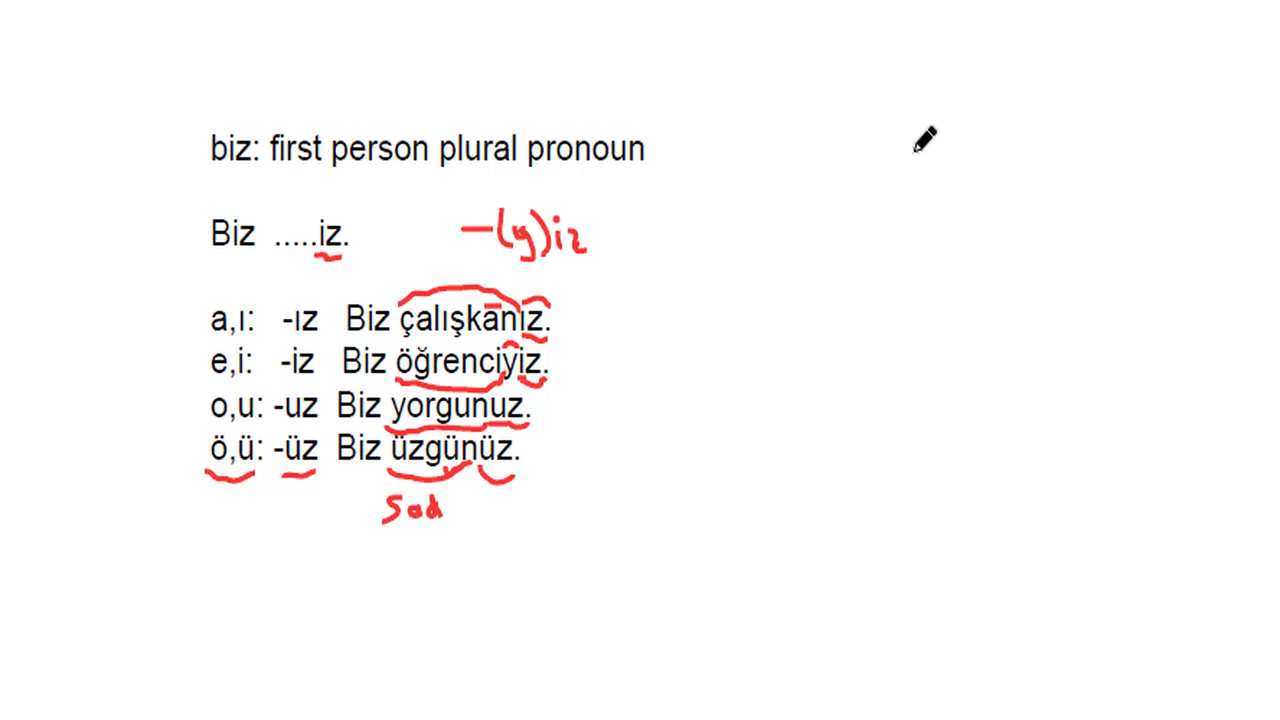 biz: first person plural pronoun
Biz .....iz. -(y)iz
a,ı: -ız Biz çalışkanız.
e,i: -iz Biz öğrenciyiz.
o,u: -uz Biz yorgunuz.
ö,ü: -üz Biz üzgünüz.
sad